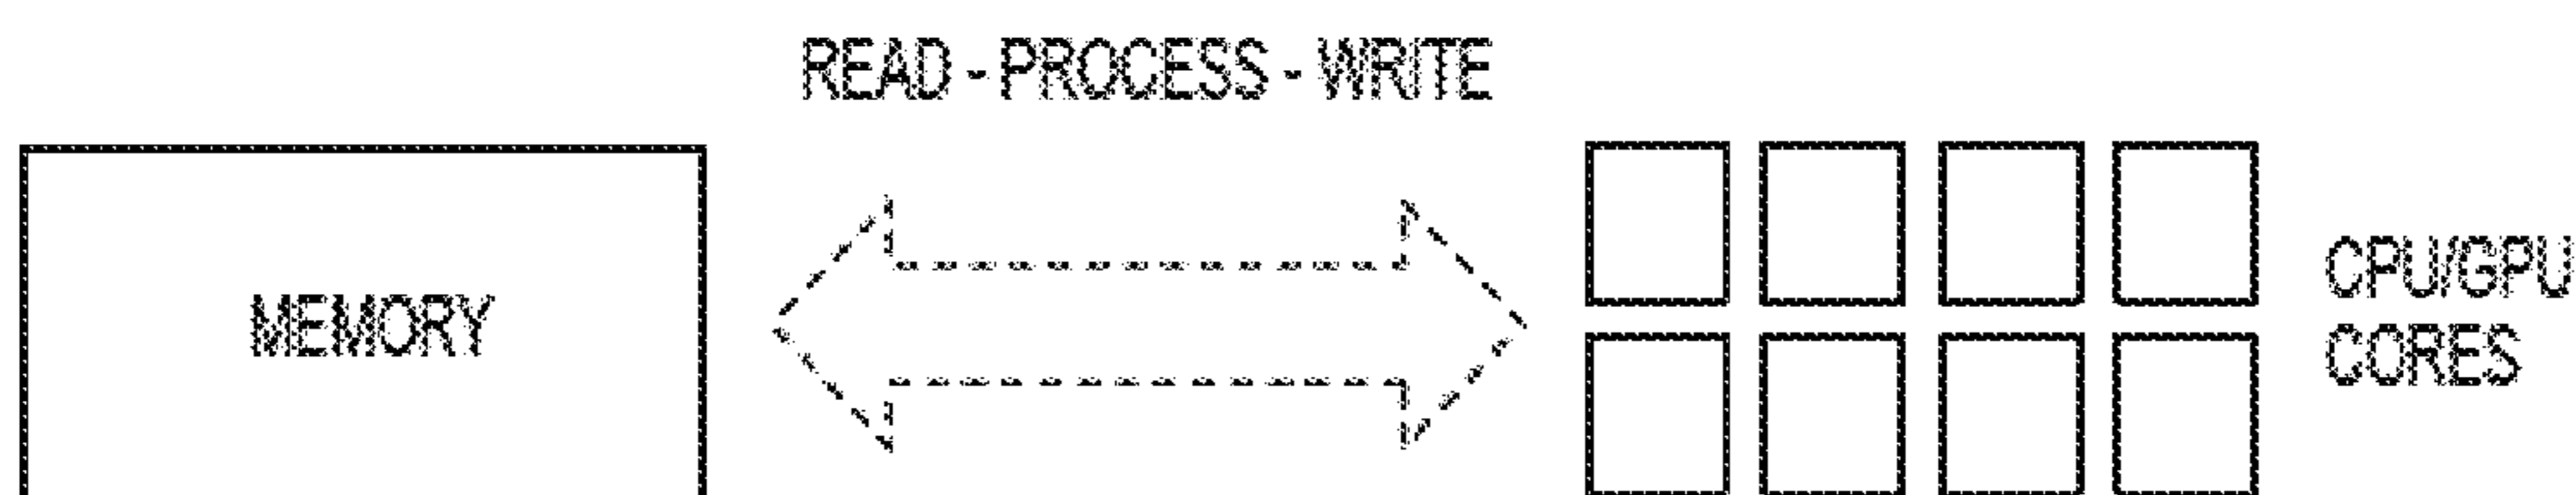 READ - PROCESS - WRITE
MEMORY
CPU/GPU
CORES